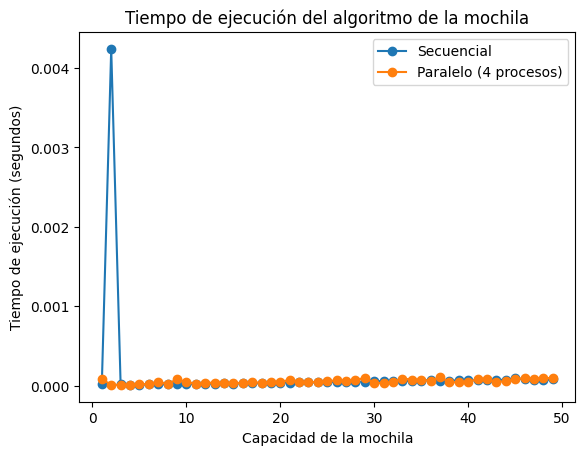 Tiempo de ejecución del algoritmo de la mochila
Secuencial
Paralelo (4 procesos)
Tiempo de ejecución (segundos)
0.004
0.003
0.002
0.001
0.000
0 10 20 30 40 50
Capacidad de la mochila